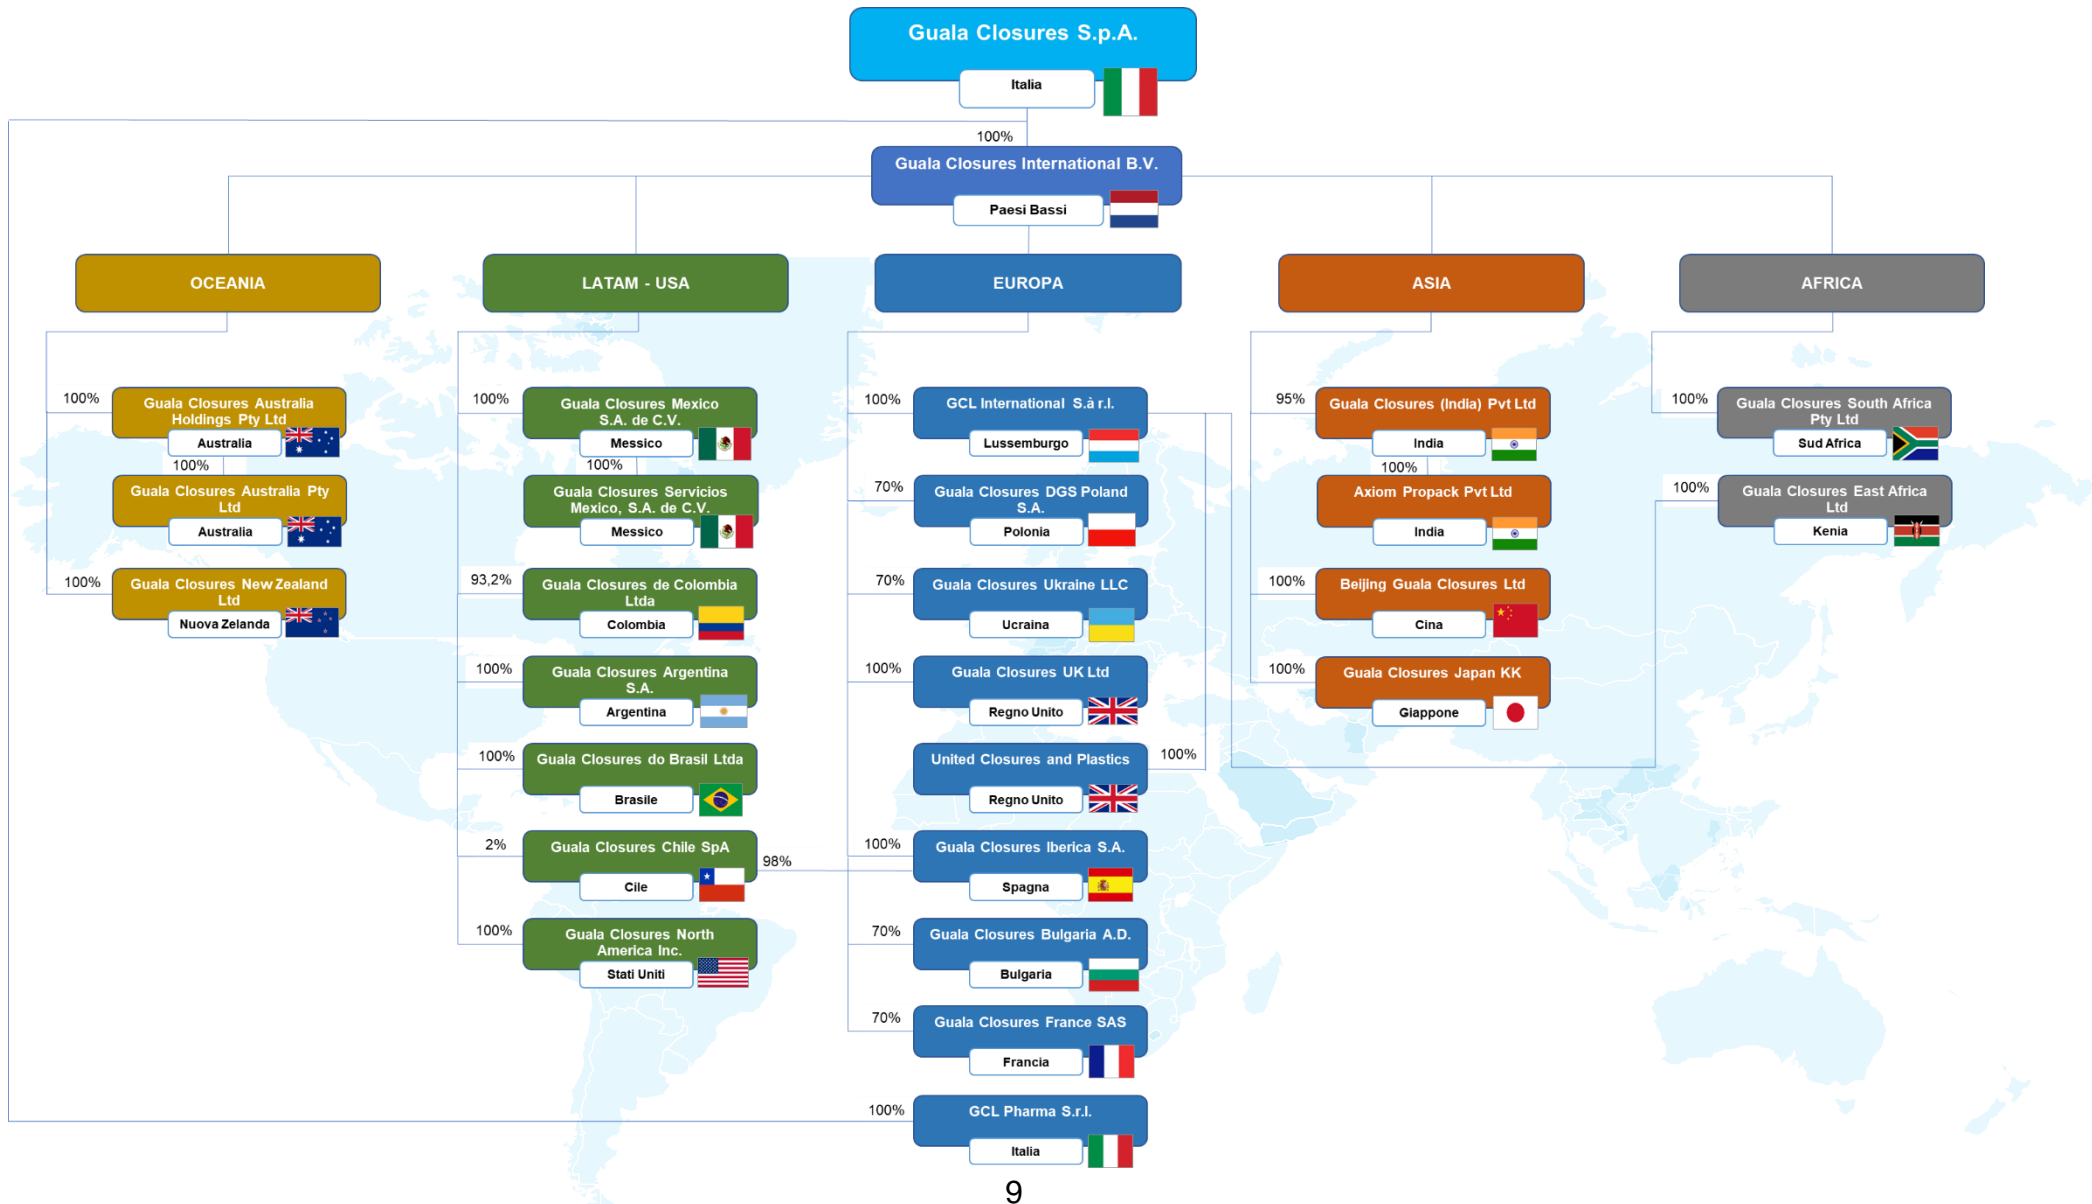 Guala Closures S.p.A.
Italia
100%
Guala Closures International B.V.
Paesi Bassi
OCEANIA
LATAM - USA
EUROPA
ASIA
AFRICA
100%
Guala Closures Australia
Holdings Pty Ltd
Australia
100%
Guala Closures Australia Pty
Ltd
Australia
100%
Guala Closures New Zealand
Ltd
Nuova Zelanda
100%
Guala Closures Mexico
S.A. de C.V.
Messico
100%
Guala Closures Servicios
Mexico, S.A. de C.V.
Messico
93,2%
Guala Closures de Colombia
Ltda
Colombia
100%
Guala Closures Argentina
S.A.
Argentina
100%
Guala Closures do Brasil Ltda
Brasile
2%
Guala Closures Chile SpA
98%
Cile
100%
Guala Closures North
America Inc.
Stati Uniti
100%
GCL International S.à r.l.
Lussemburgo
70%
Guala Closures DGS Poland
S.A.
Polonia
70%
Guala Closures Ukraine LLC
Ucraina
100%
Guala Closures UK Ltd
Regno Unito
United Closures and Plastics
100%
Regno Unito
100%
Guala Closures Iberica S.A.
Spagna
70%
Guala Closures Bulgaria A.D.
Bulgaria
70%
Guala Closures France SAS
Francia
100%
GCL Pharma S.r.l.
Italia
95%
Guala Closures (India) Pvt Ltd
India
100%
Axiom Propack Pvt Ltd
India
100%
Beijing Guala Closures Ltd
Cina
100%
Guala Closures Japan KK
Giappone
100%
Guala Closures South Africa
Pty Ltd
Sud Africa
100%
Guala Closures East Africa
Ltd
Kenia
9